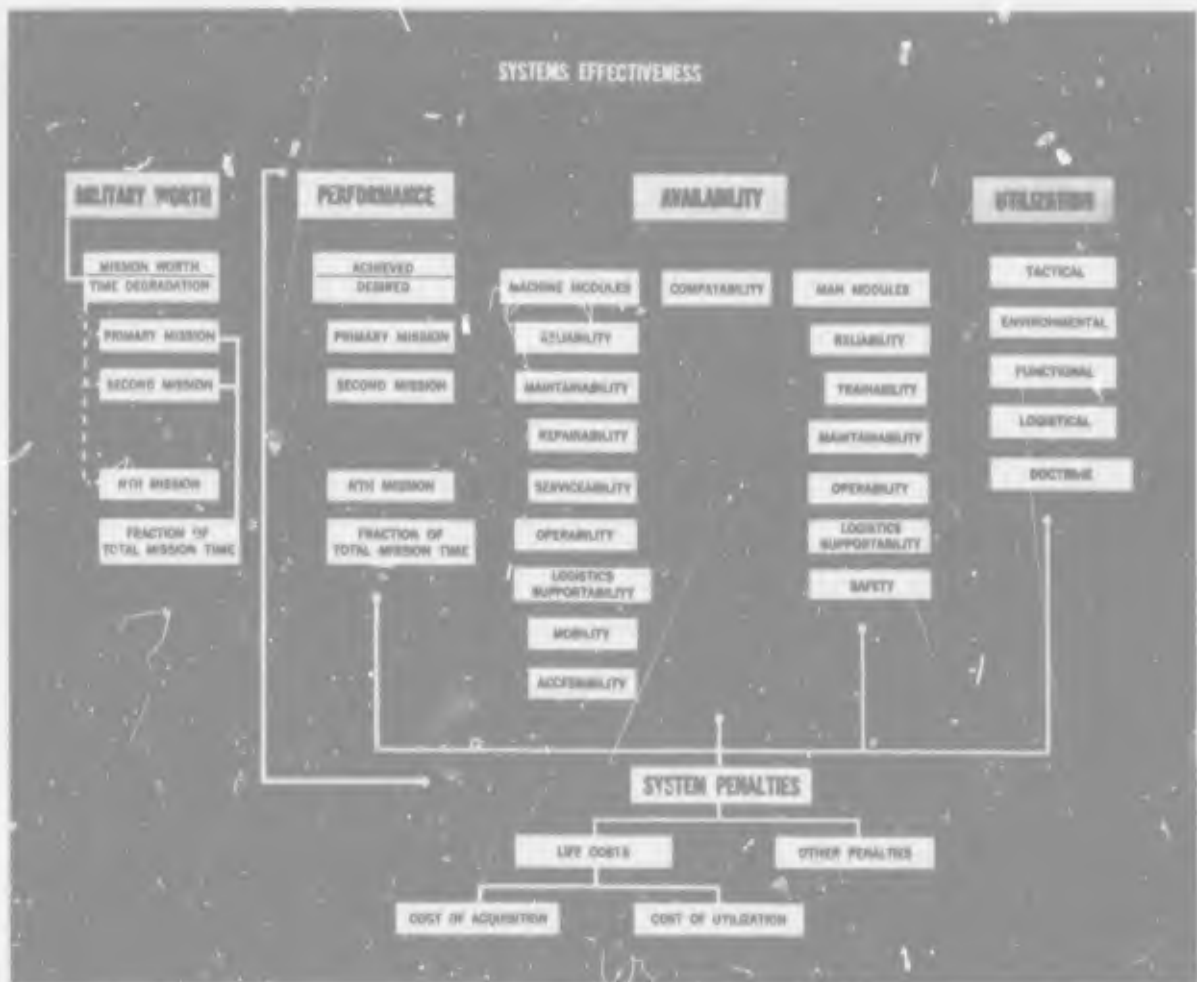 SYSTEMS EFFECTIVENESS
MILITARY WORTH
MISSION WORTH
TIME DEGRADATION
PRIMARY MISSION
SECOND MISSION
NTH MISSION
FRACTION OF
TOTAL MISSION TIME
PERFORMANCE
ACHIEVED
DESIRED
PRIMARY MISSION
SECOND MISSION
NTH MISSION
FRACTION OF
TOTAL MISSION TIME
AVAILABILITY
MACHINE MODULES
RELIABILITY
MAINTAINABILITY
REPAIRABILITY
SERVICEABILITY
OPERABILITY
LOGISTICS
SUPPORTABILITY
MOBILITY
COMPATABILITY
MAN MODULES
RELIABILITY
TRAINABILITY
MAINTAINABILITY
OPERABILITY
LOGISTICS
SUPPORTABILITY
SAFETY
UTILIZATION
TACTICAL
ENVIRONMENTAL
FUNCTIONAL
LOGISTICAL
DOCTRINE
SYSTEM PENALTIES
LIFE COSTS
OTHER PENALTIES
COST OF ACQUISITION
COST OF UTILIZATION